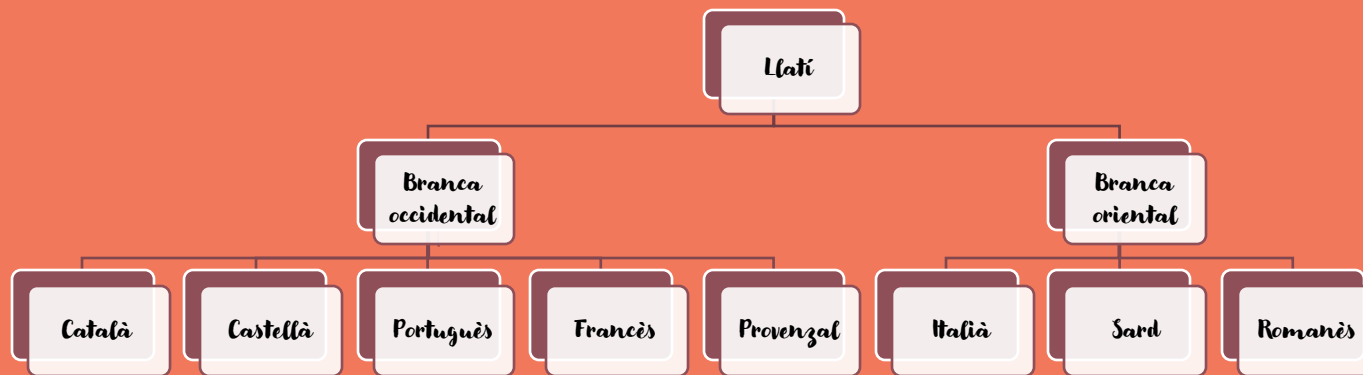 Llatí
Branca
occidental
Branca
oriental
Català
Castellà
Portuguès
Francès
Provenzal
Italià
Sard
Romanès